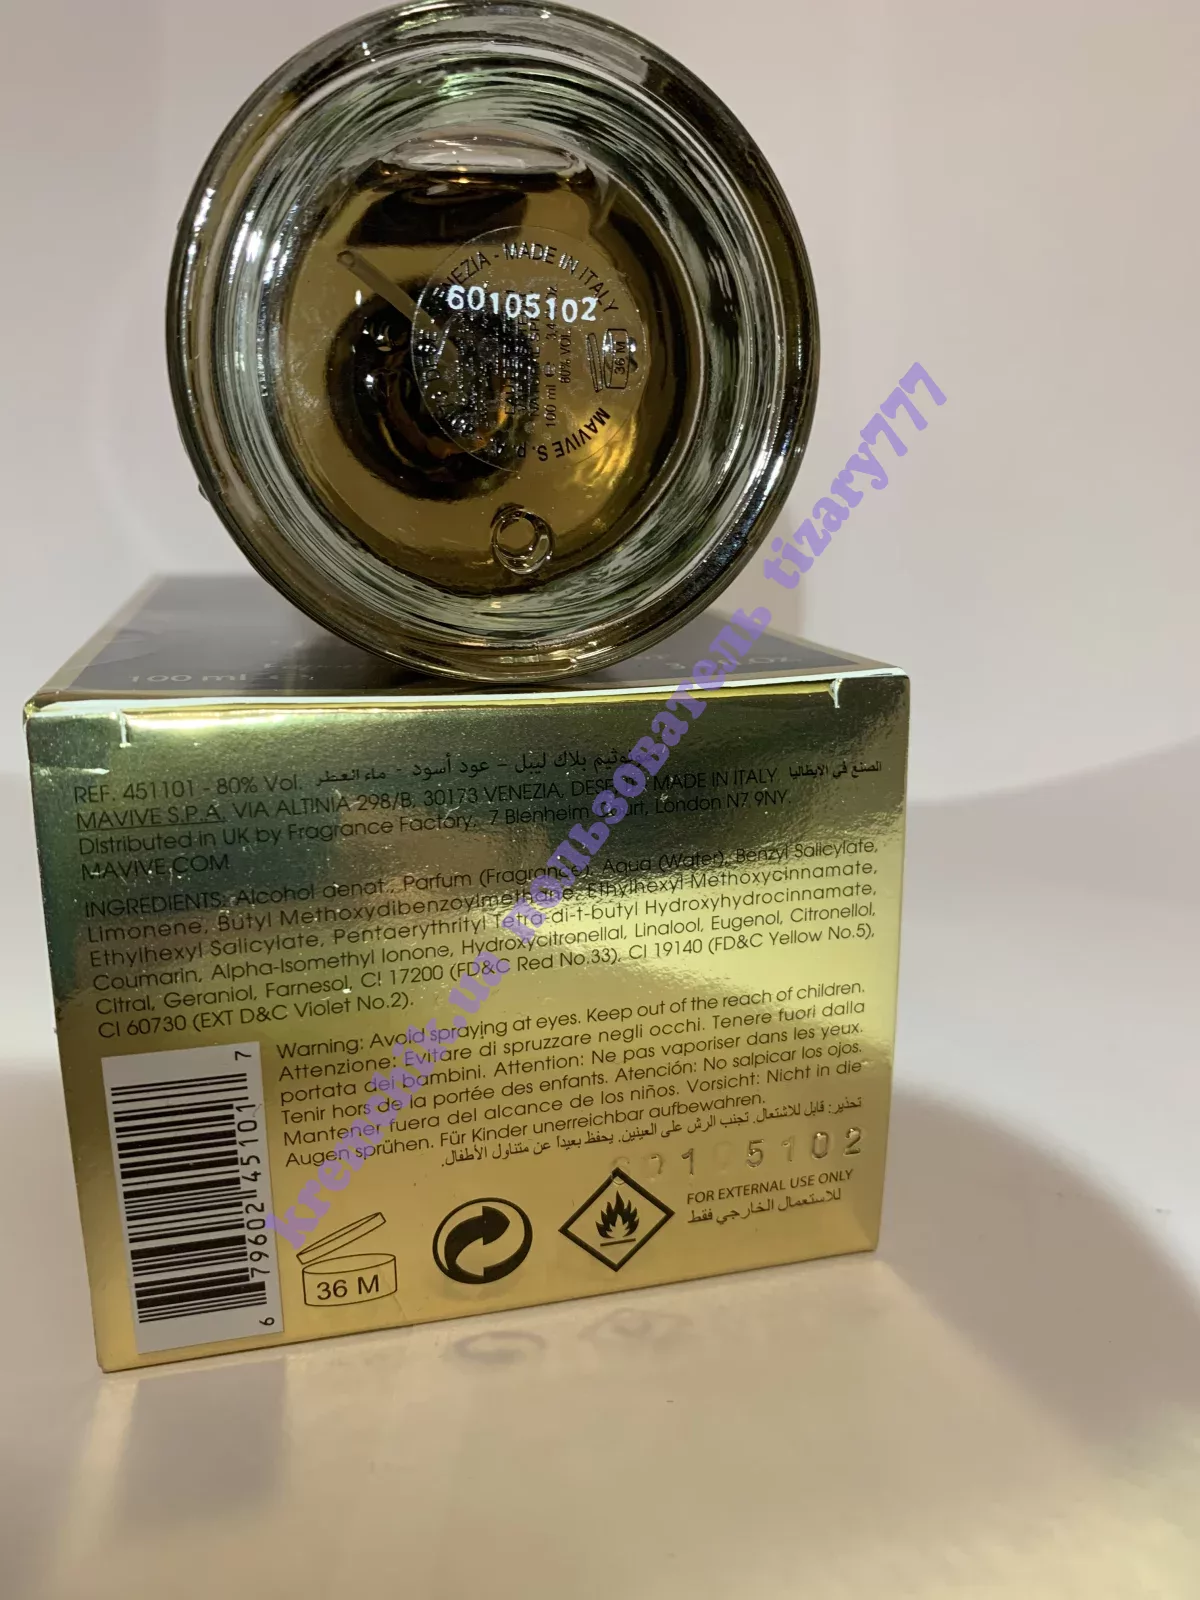 VENEZIA - MADE IN ITALY
60105102
100 ml e 3.4
80% VOL.
36 M
MAVIVE S.P.A.
100 ml
REF. 451101 - 80% Vol. بلاك ليبل - عود أسود - ماء العطر
MAVIVE S.P.A. VIA ALTINIA 298/B, 30173 VENEZIA, MADE IN ITALY الصنع في الايطاليا
Distributed in UK by Fragrance Factory, 7 Blenheim Court, London N7 9NY.
MAVIVE.COM
INGREDIENTS: Alcohol denat., Parfum (Fragrance), Aqua (Water), Benzyl Salicylate,
Limonene, Butyl Methoxydibenzoylmethane, Ethylhexyl Methoxycinnamate,
Ethylhexyl Salicylate, Pentaerythrityl Tetra-di-t-butyl Hydroxyhydrocinnamate,
Coumarin, Alpha-Isomethyl Ionone, Hydroxycitronellal, Linalool, Eugenol, Citronellol,
Citral, Geraniol, Farnesol, CI 17200 (FD&C Red No.33), CI 19140 (FD&C Yellow No.5),
CI 60730 (EXT D&C Violet No.2).
Warning: Avoid spraying at eyes. Keep out of the reach of children.
Attenzione: Evitare di spruzzare negli occhi. Tenere fuori dalla
portata dei bambini. Attention: Ne pas vaporiser dans les yeux.
Tenir hors de la portée des enfants. Atención: No salpicar los ojos.
Mantener fuera del alcance de los niños. Vorsicht: Nicht in die
Augen sprühen. Für Kinder unerreichbar aufbewahren.
تحذير: قابل للاشتعال. تجنب الرش على العينين. يحفظ بعيدا عن متناول الأطفال.
60105102
FOR EXTERNAL USE ONLY
للاستعمال الخارجي فقط
36 M
6 79602 45101 7
kremobit.ua пользователь tizary777